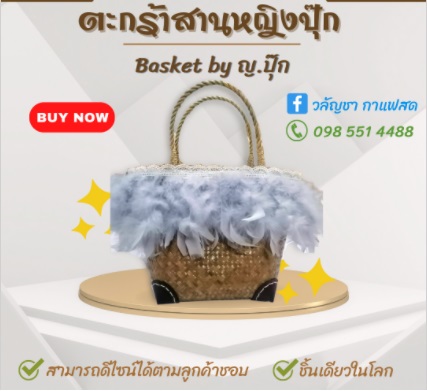 ตะกร้าสานหญิงปุ๊ก
Basket by ญ.ปุ๊ก
BUY NOW
วลัญชา กาแฟสด
098 551 4488
สามารถดีไซน์ได้ตามลูกค้าชอบ
ชิ้นเดียวในโลก